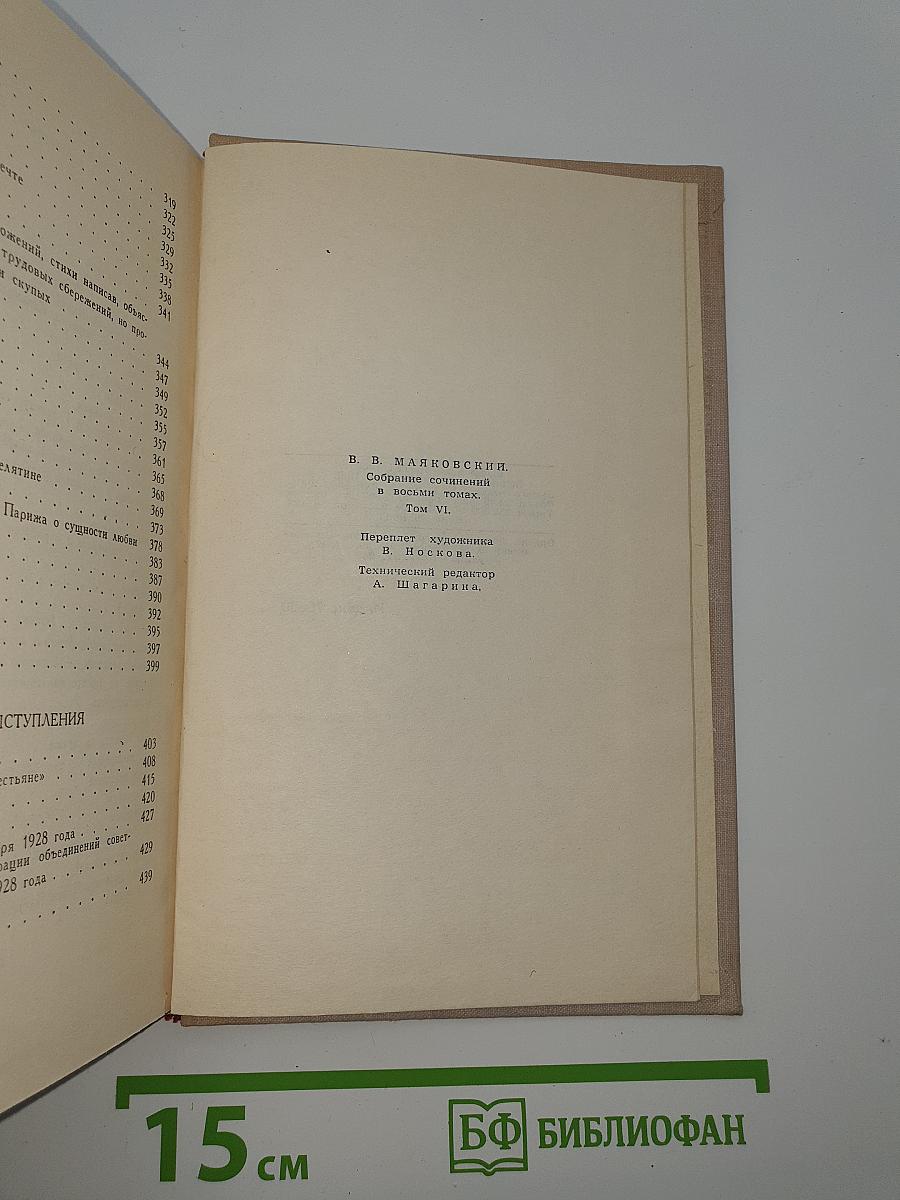 ечте
319
322
325
329
332
335
338
ожений, стихи написав, объяс-
трудовых сбережений, но про-
и скупых
341
344
347
349
352
355
357
361
365
елятине
368
369
373
Парижа о сущности любви 378
383
387
390
392
395
397
399
ЫСТУПЛЕНИЯ
403
408
естьяне» 415
420
427
ря 1928 года
рации объединений совет-
928 года 429
439
В. В. МАЯКОВСКИЙ.
Собрание сочинений
в восьми томах.
Том VI.
Переплет художника
В. Носкова.
Технический редактор
А. Шагарина.
15 см
БФ БИБЛИОФАН